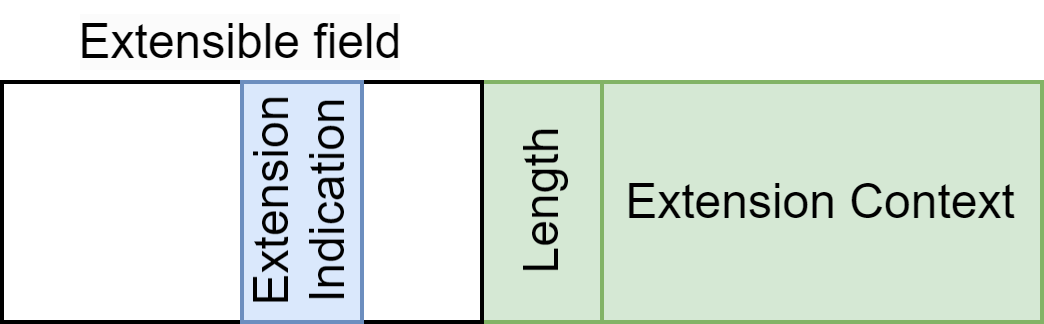 Extensible field
Extension
Indication
Length
Extension Context